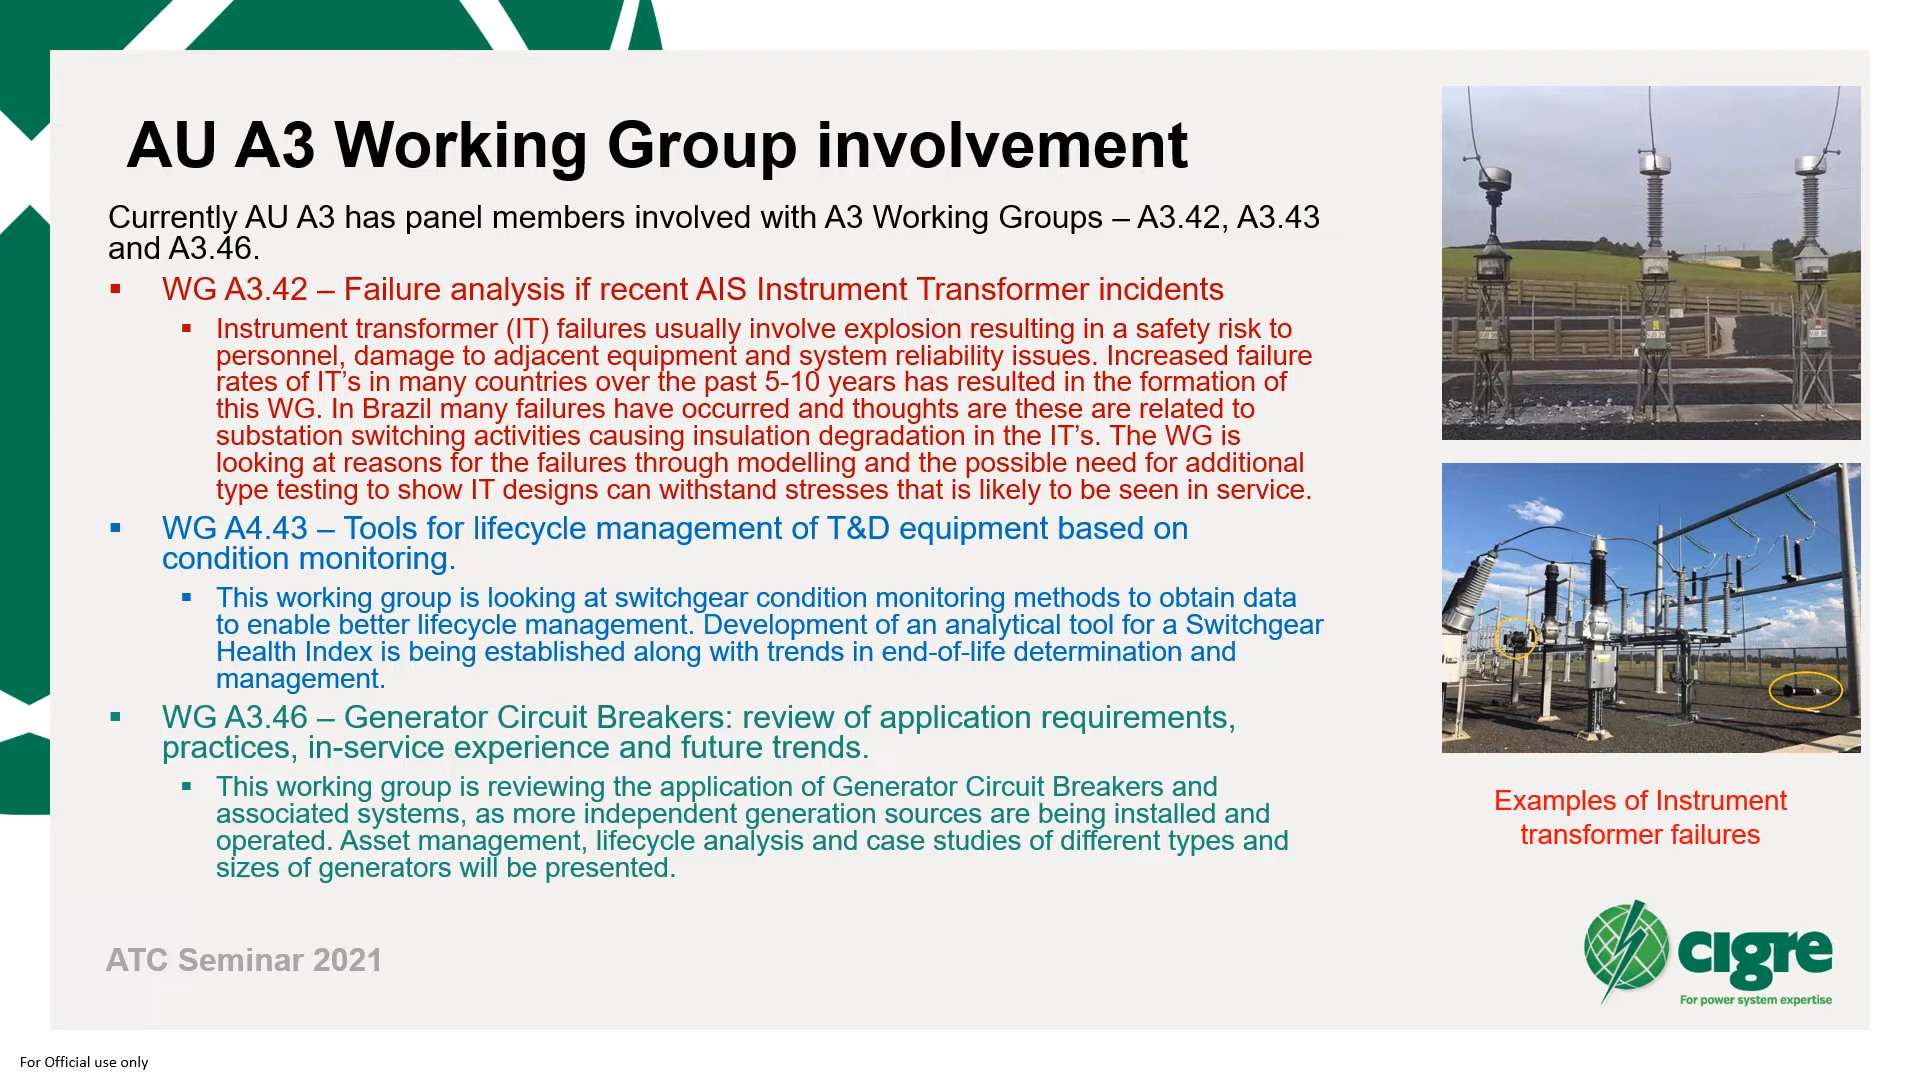 AU A3 Working Group involvement
Currently AU A3 has panel members involved with A3 Working Groups – A3.42, A3.43
and A3.46.
▪ WG A3.42 – Failure analysis if recent AIS Instrument Transformer incidents
▪ Instrument transformer (IT) failures usually involve explosion resulting in a safety risk to
personnel, damage to adjacent equipment and system reliability issues. Increased failure
rates of IT’s in many countries over the past 5-10 years has resulted in the formation of
this WG. In Brazil many failures have occurred and thoughts are these are related to
substation switching activities causing insulation degradation in the IT’s. The WG is
looking at reasons for the failures through modelling and the possible need for additional
type testing to show IT designs can withstand stresses that is likely to be seen in service.
▪ WG A4.43 – Tools for lifecycle management of T&D equipment based on
condition monitoring.
▪ This working group is looking at switchgear condition monitoring methods to obtain data
to enable better lifecycle management. Development of an analytical tool for a Switchgear
Health Index is being established along with trends in end-of-life determination and
management.
▪ WG A3.46 – Generator Circuit Breakers: review of application requirements,
practices, in-service experience and future trends.
▪ This working group is reviewing the application of Generator Circuit Breakers and
associated systems, as more independent generation sources are being installed and
operated. Asset management, lifecycle analysis and case studies of different types and
sizes of generators will be presented.
Examples of Instrument
transformer failures
ATC Seminar 2021
cigre
For power system expertise
For Official use only